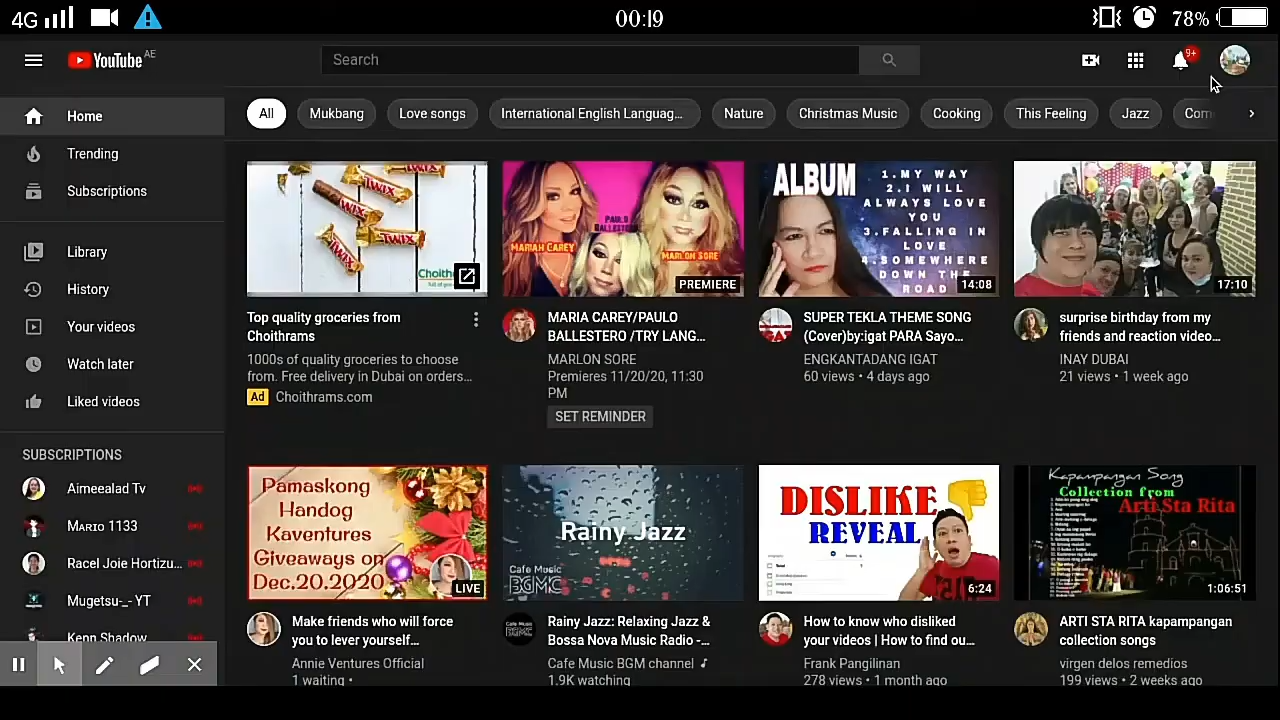 4G
00:19
78%
YouTube AE
Search
9+
Home
Trending
Subscriptions
Library
History
Your videos
Watch later
Liked videos
SUBSCRIPTIONS
Aimeealad Tv
Mario 1133
Racel Joie Hortizu...
Mugetsu-_- YT
Kenn Shadow
All
Mukbang
Love songs
International English Languag...
Nature
Christmas Music
Cooking
This Feeling
Jazz
Com
TWIX
TWIX
TWIX
TWIX
TWIX
Choith
Top quality groceries from
Choithrams
1000s of quality groceries to choose
from. Free delivery in Dubai on orders...
Ad Choithrams.com
MARIAH CAREY
PAULO
BALLESTE
MARLON SORE
PREMIERE
MARIA CAREY/PAULO
BALLESTERO /TRY LANG...
MARLON SORE
Premieres 11/20/20, 11:30
PM
SET REMINDER
ALBUM
1.MY WAY
2.I WILL
ALWAYS LOVE
YOU
3.FALLING IN
LOVE
4.SOMEWHERE
DOWN THE
ROAD
14:08
SUPER TEKLA THEME SONG
(Cover)by:igat PARA Sayo...
ENGKANTADANG IGAT
60 views • 4 days ago
17:10
surprise birthday from my
friends and reaction video...
INAY DUBAI
21 views • 1 week ago
Pamaskong
Handog
Kaventures
Giveaways on
Dec.20.2020
LIVE
Make friends who will force
you to lever yourself...
Annie Ventures Official
1 waiting •
Rainy Jazz
Cafe Music
BGMC
Rainy Jazz: Relaxing Jazz &
Bossa Nova Music Radio -...
Cafe Music BGM channel ♪
1.9K watching
DISLIKE
REVEAL
6:24
How to know who disliked
your videos | How to find ou...
Frank Pangilinan
278 views • 1 month ago
Kapampangan Song
Collection from
Arti Sta Rita
1:06:51
ARTI STA RITA kapampangan
collection songs
virgen delos remedios
199 views • 2 weeks ago